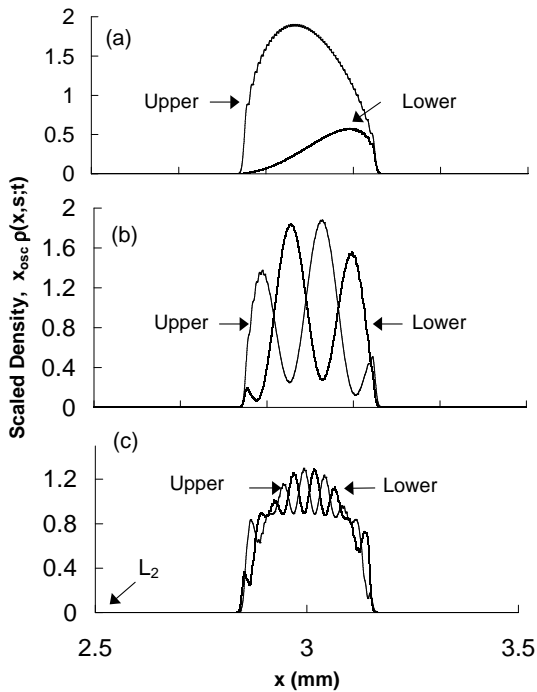 Scaled Density, x_osc ρ(x,s;t)
(a)
2
1.5
1
0.5
0
Upper
Lower
(b)
2
1.6
1.2
0.8
0.4
0
Upper
Lower
(c)
1.2
0.8
0.4
0
Upper
Lower
L₂
2.5
3
3.5
x (mm)